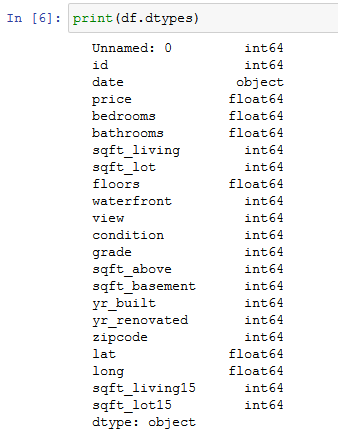 In [6]: print(df.dtypes)
Unnamed: 0 int64
id int64
date object
price float64
bedrooms float64
bathrooms float64
sqft_living int64
sqft_lot int64
floors float64
waterfront int64
view int64
condition int64
grade int64
sqft_above int64
sqft_basement int64
yr_built int64
yr_renovated int64
zipcode int64
lat float64
long float64
sqft_living15 int64
sqft_lot15 int64
dtype: object